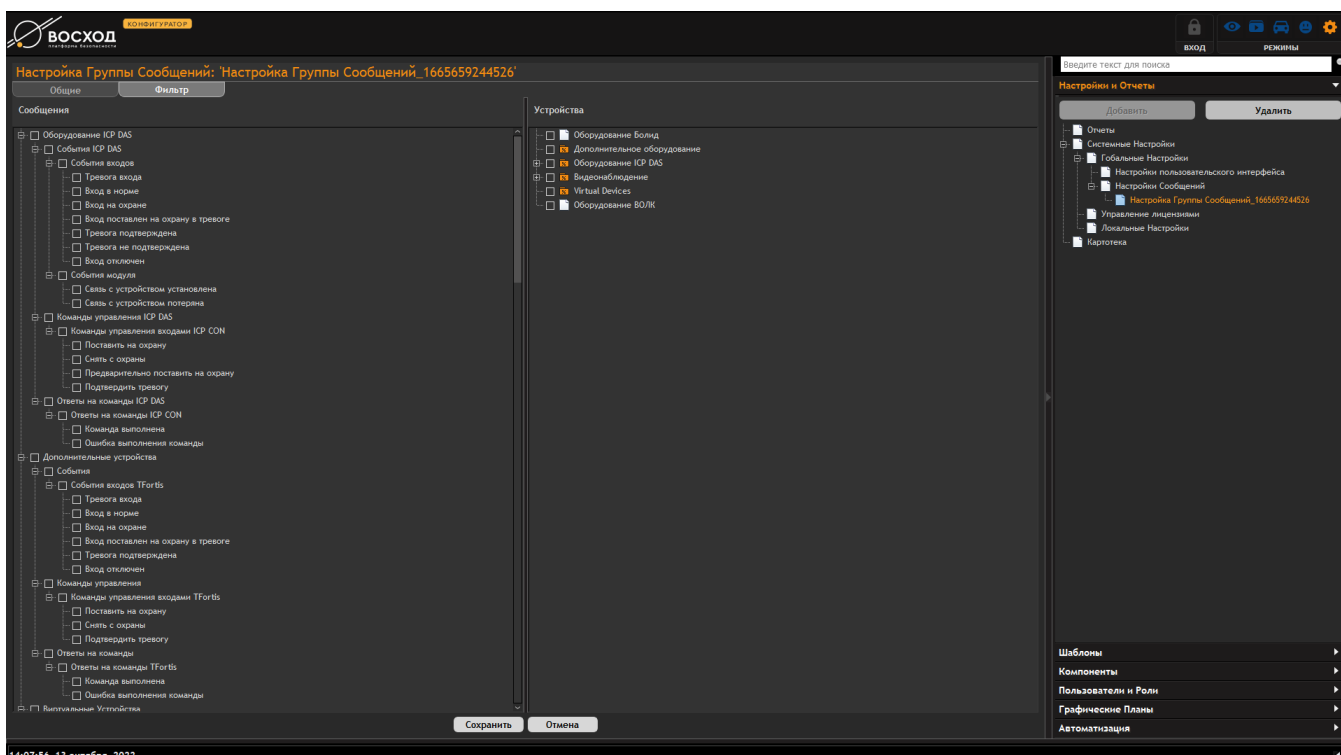 ВОСХОД
платформа безопасности
КОНФИГУРАТОР
ВХОД
РЕЖИМЫ
Настройка Группы Сообщений: 'Настройка Группы Сообщений_1665659244526'
Общие
Фильтр
Сообщения
Оборудование ICP DAS
События ICP DAS
События входов
Тревога входа
Вход в норме
Вход на охране
Вход поставлен на охрану в тревоге
Тревога подтверждена
Тревога не подтверждена
Вход отключен
События модуля
Связь с устройством установлена
Связь с устройством потеряна
Команды управления ICP DAS
Команды управления входами ICP CON
Поставить на охрану
Снять с охраны
Предварительно поставить на охрану
Подтвердить тревогу
Ответы на команды ICP DAS
Ответы на команды ICP CON
Команда выполнена
Ошибка выполнения команды
Дополнительные устройства
События
События входов TFortis
Тревога входа
Вход в норме
Вход на охране
Вход поставлен на охрану в тревоге
Тревога подтверждена
Вход отключен
Команды управления
Команды управления входами TFortis
Поставить на охрану
Снять с охраны
Подтвердить тревогу
Ответы на команды
Ответы на команды TFortis
Команда выполнена
Ошибка выполнения команды
Виртуальные Устройства
Устройства
Оборудование Болид
Дополнительное оборудование
Оборудование ICP DAS
Видеонаблюдение
Virtual Devices
Оборудование ВОЛК
Сохранить
Отмена
Введите текст для поиска
Настройки и Отчеты
Добавить
Удалить
Отчеты
Системные Настройки
Гобальные Настройки
Настройки пользовательского интерфейса
Настройки Сообщений
Настройка Группы Сообщений_1665659244526
Управление лицензиями
Локальные Настройки
Картотека
Шаблоны
Компоненты
Пользователи и Роли
Графические Планы
Автоматизация
14:07:56 13 октября 2022